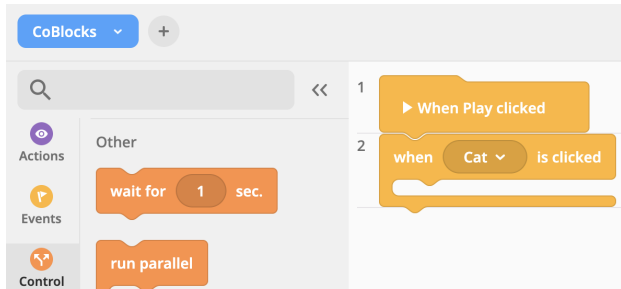 CoBlocks
+
Actions
Events
Control
Other
wait for 1 sec.
run parallel
1
When Play clicked
2
when Cat is clicked